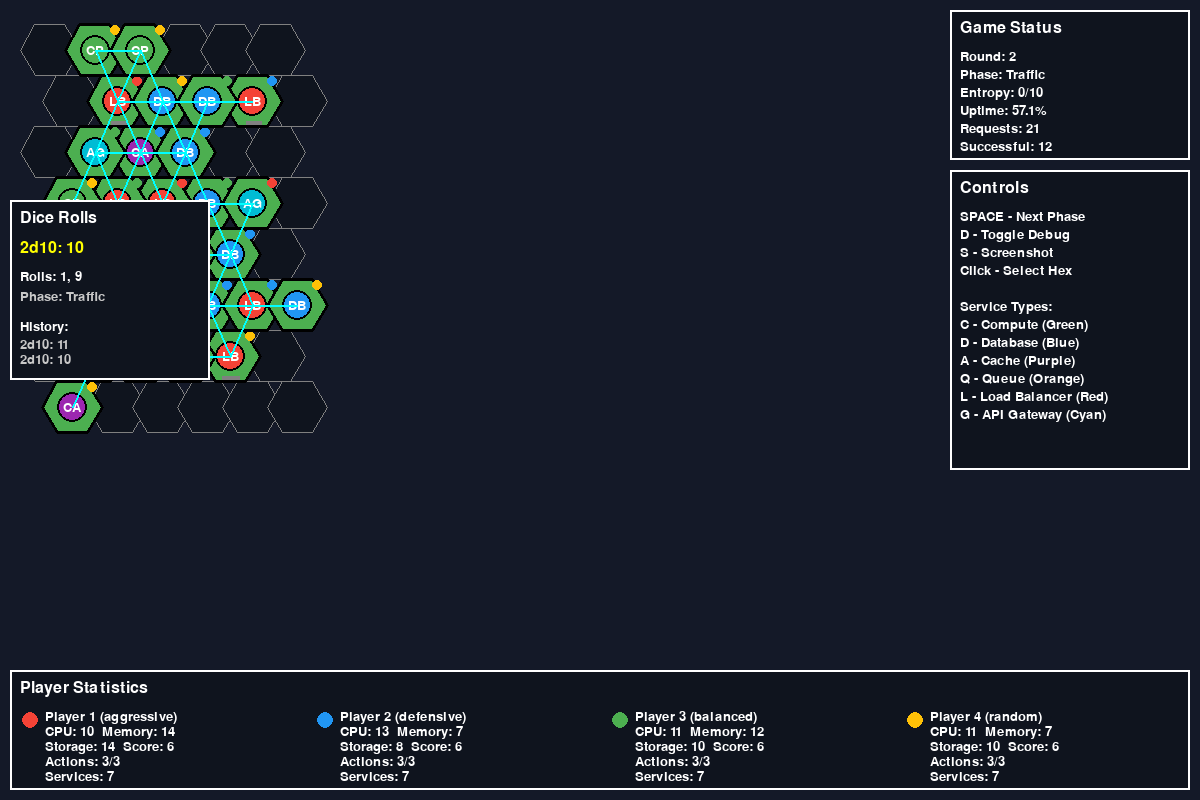 CP CP
LB DB DB LB
AG CA DB
AG
DB
LB DB
LB
CA
Dice Rolls
2d10: 10
Rolls: 1, 9
Phase: Traffic
History:
2d10: 11
2d10: 10
Game Status
Round: 2
Phase: Traffic
Entropy: 0/10
Uptime: 57.1%
Requests: 21
Successful: 12
Controls
SPACE - Next Phase
D - Toggle Debug
S - Screenshot
Click - Select Hex
Service Types:
C - Compute (Green)
D - Database (Blue)
A - Cache (Purple)
Q - Queue (Orange)
L - Load Balancer (Red)
G - API Gateway (Cyan)
Player Statistics
Player 1 (aggressive)
CPU: 10 Memory: 14
Storage: 14 Score: 6
Actions: 3/3
Services: 7
Player 2 (defensive)
CPU: 13 Memory: 7
Storage: 8 Score: 6
Actions: 3/3
Services: 7
Player 3 (balanced)
CPU: 11 Memory: 12
Storage: 10 Score: 6
Actions: 3/3
Services: 7
Player 4 (random)
CPU: 11 Memory: 7
Storage: 10 Score: 6
Actions: 3/3
Services: 7